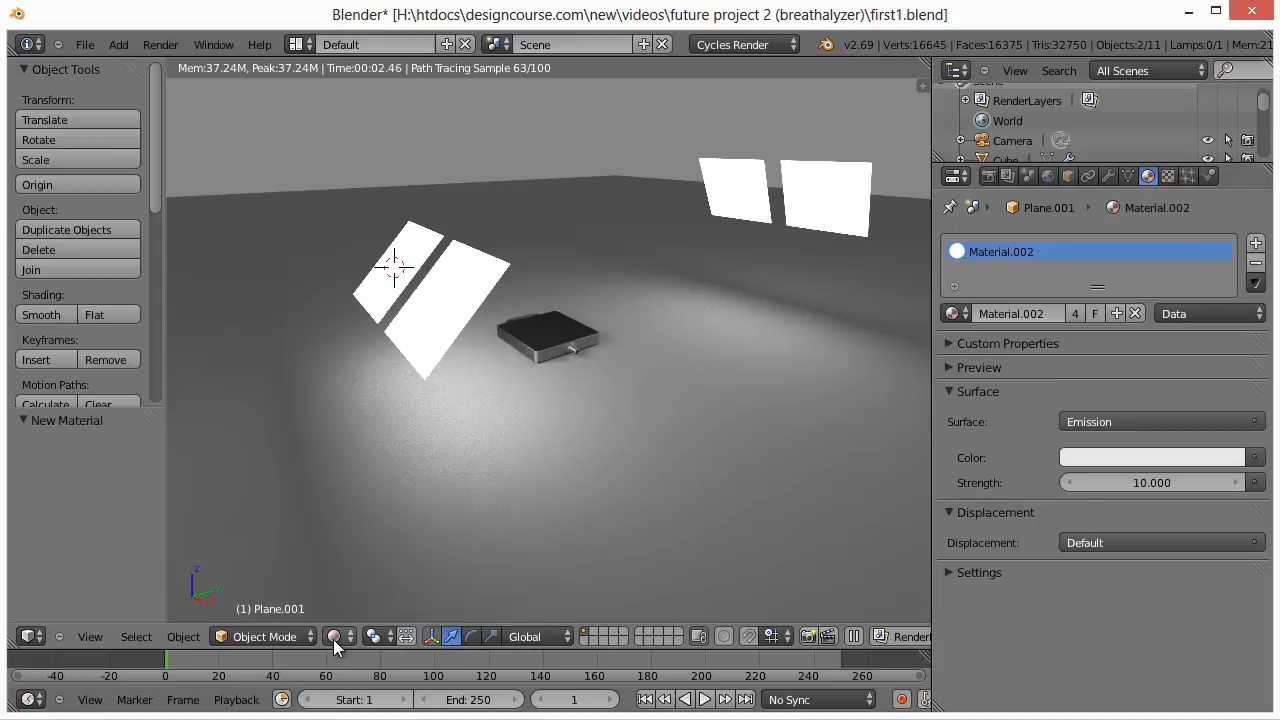 Blender* [H:\htdocs\designcourse.com\new\videos\future project 2 (breathalyzer)\first1.blend]
File Add Render Window Help Default Scene Cycles Render v2.69 | Verts:16645 | Faces:16375 | Tris:32750 | Objects:2/11 | Lamps:0/1 | Mem:21
Object Tools
Mem:37.24M, Peak:37.24M | Time:00:02.46 | Path Tracing Sample 63/100
View Search All Scenes
Transform:
Translate
Rotate
Scale
Origin
Object:
Duplicate Objects
Delete
Join
Shading:
Smooth Flat
Keyframes:
Insert Remove
Motion Paths:
Calculate Clear
New Material
RenderLayers
World
Camera
Cube
Plane.001 Material.002
Material.002
Material.002 4 F Data
Custom Properties
Preview
Surface
Surface: Emission
Color:
Strength: 10.000
Displacement
Displacement: Default
Settings
z
y
(1) Plane.001
View Select Object Object Mode Global RenderL
-40 -20 0 20 40 60 80 100 120 140 160 180 200 220 240 260
View Marker Frame Playback Start: 1 End: 250 1 No Sync